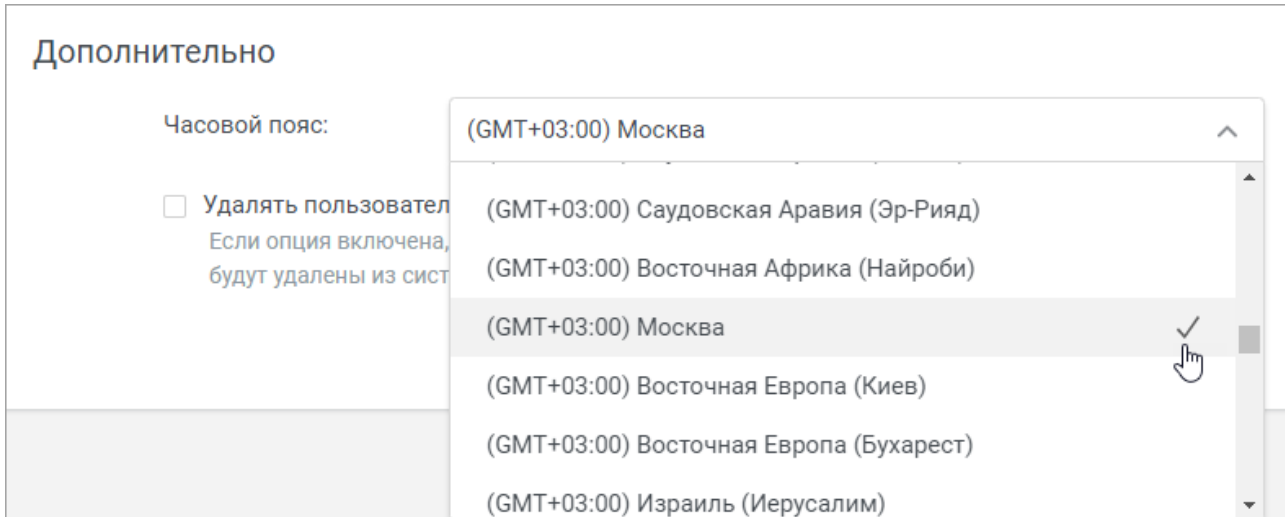 Дополнительно
Часовой пояс:
(GMT+03:00) Москва
Удалять
Если опция включена,
будут удалены из
(GMT+03:00) Саудовская Аравия (Эр-Рияд)
(GMT+03:00) Восточная Африка (Найроби)
(GMT+03:00) Москва
(GMT+03:00) Восточная Европа (Киев)
(GMT+03:00) Восточная Европа (Бухарест)
(GMT+03:00) Израиль (Иерусалим)